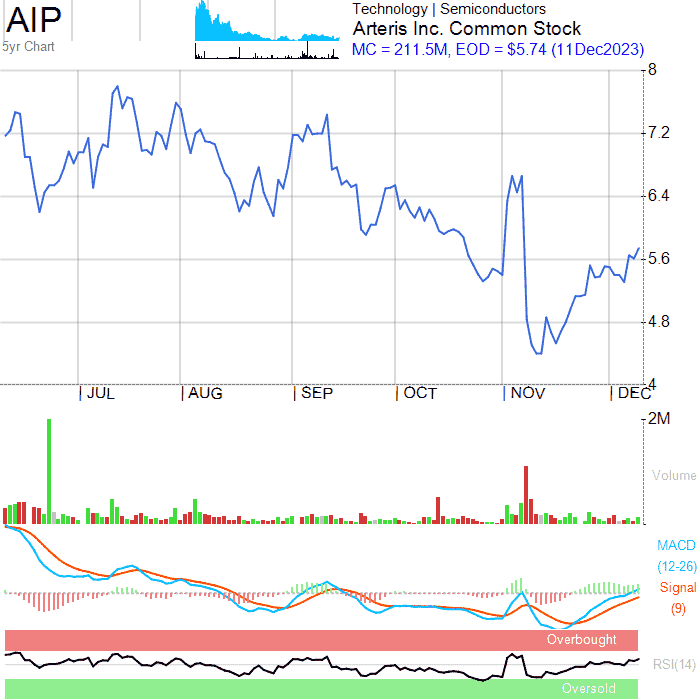 AIP
5yr Chart
Technology | Semiconductors
Arteris Inc. Common Stock
MC = 211.5M, EOD = $5.74 (11Dec2023)
8
7.2
6.4
5.6
4.8
4
JUL AUG SEP OCT NOV DEC
2M
Volume
MACD
(12-26)
Signal
(9)
Overbought
RSI(14)
Oversold